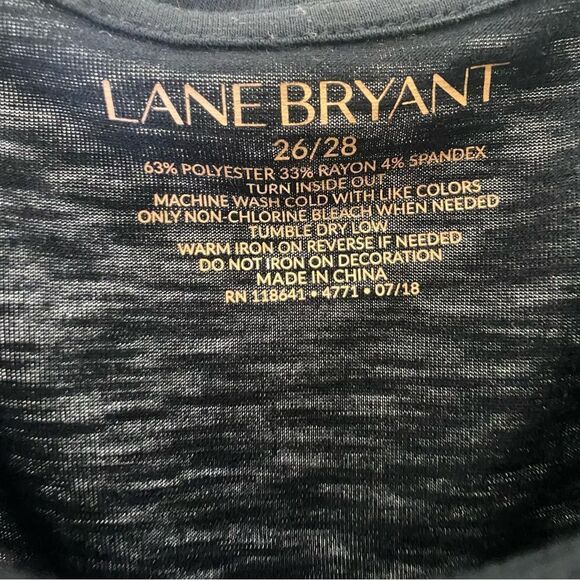 LANE BRYANT
26/28
63% POLYESTER 33% RAYON 4% SPANDEX
TURN INSIDE OUT
MACHINE WASH COLD WITH LIKE COLORS
ONLY NON-CHLORINE BLEACH WHEN NEEDED
TUMBLE DRY LOW
WARM IRON ON REVERSE IF NEEDED
DO NOT IRON ON DECORATION
MADE IN CHINA
RN 118641 • 4771 • 07/18